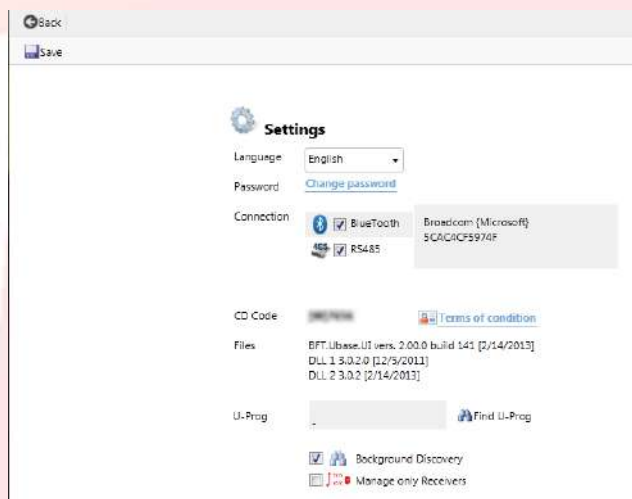 Back
Save
Settings
Language English
Password Change password
Connection BlueTooth Broadcom {Microsoft}
5CAC4CF5974F
RS485
CD Code Terms of condition
Files BFT.Ubase.UI vers. 2.0.0.0 build 141 [2/14/2013]
DLL 1 3.0.2.0 [12/5/2011]
DLL 2 3.0.2 [2/14/2013]
U-Prog - Find U-Prog
Background Discovery
Manage only Receivers